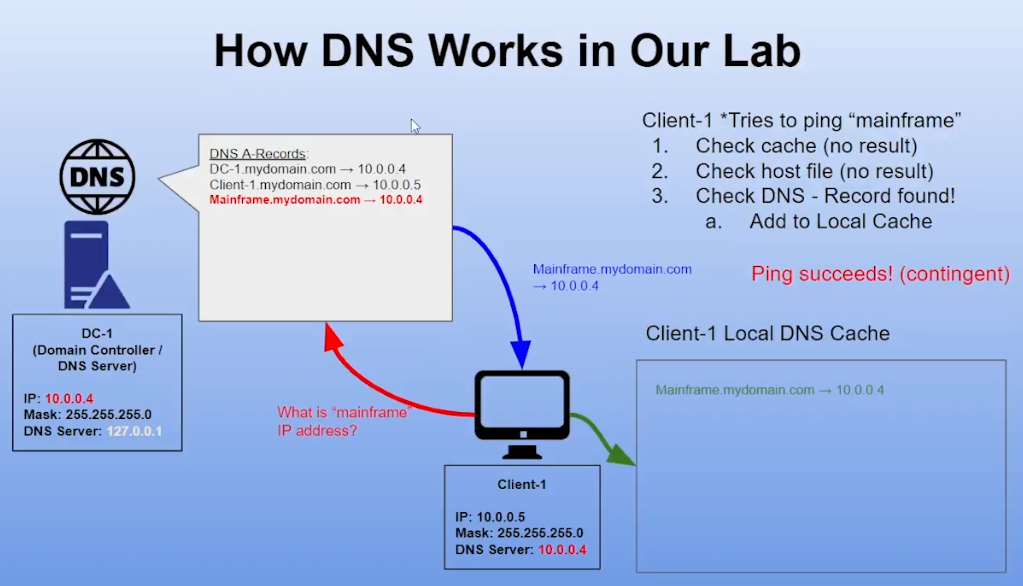 How DNS Works in Our Lab
DNS
DNS A-Records:
DC-1.mydomain.com → 10.0.0.4
Client-1.mydomain.com → 10.0.0.5
Mainframe.mydomain.com → 10.0.0.4
Client-1 *Tries to ping “mainframe”
1. Check cache (no result)
2. Check host file (no result)
3. Check DNS - Record found!
a. Add to Local Cache
Mainframe.mydomain.com
→ 10.0.0.4
Ping succeeds! (contingent)
DC-1
(Domain Controller /
DNS Server)
IP: 10.0.0.4
Mask: 255.255.255.0
DNS Server: 127.0.0.1
What is “mainframe”
IP address?
Client-1
IP: 10.0.0.5
Mask: 255.255.255.0
DNS Server: 10.0.0.4
Client-1 Local DNS Cache
Mainframe.mydomain.com → 10.0.0.4